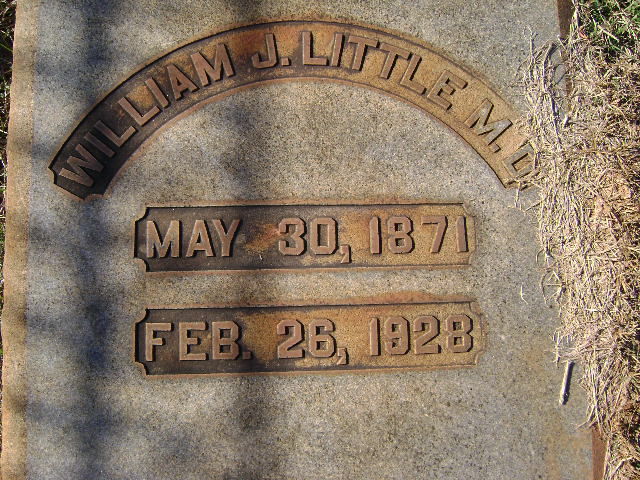 WILLIAM J. LITTLE M.D.
MAY 30, 1871
FEB. 26, 1928